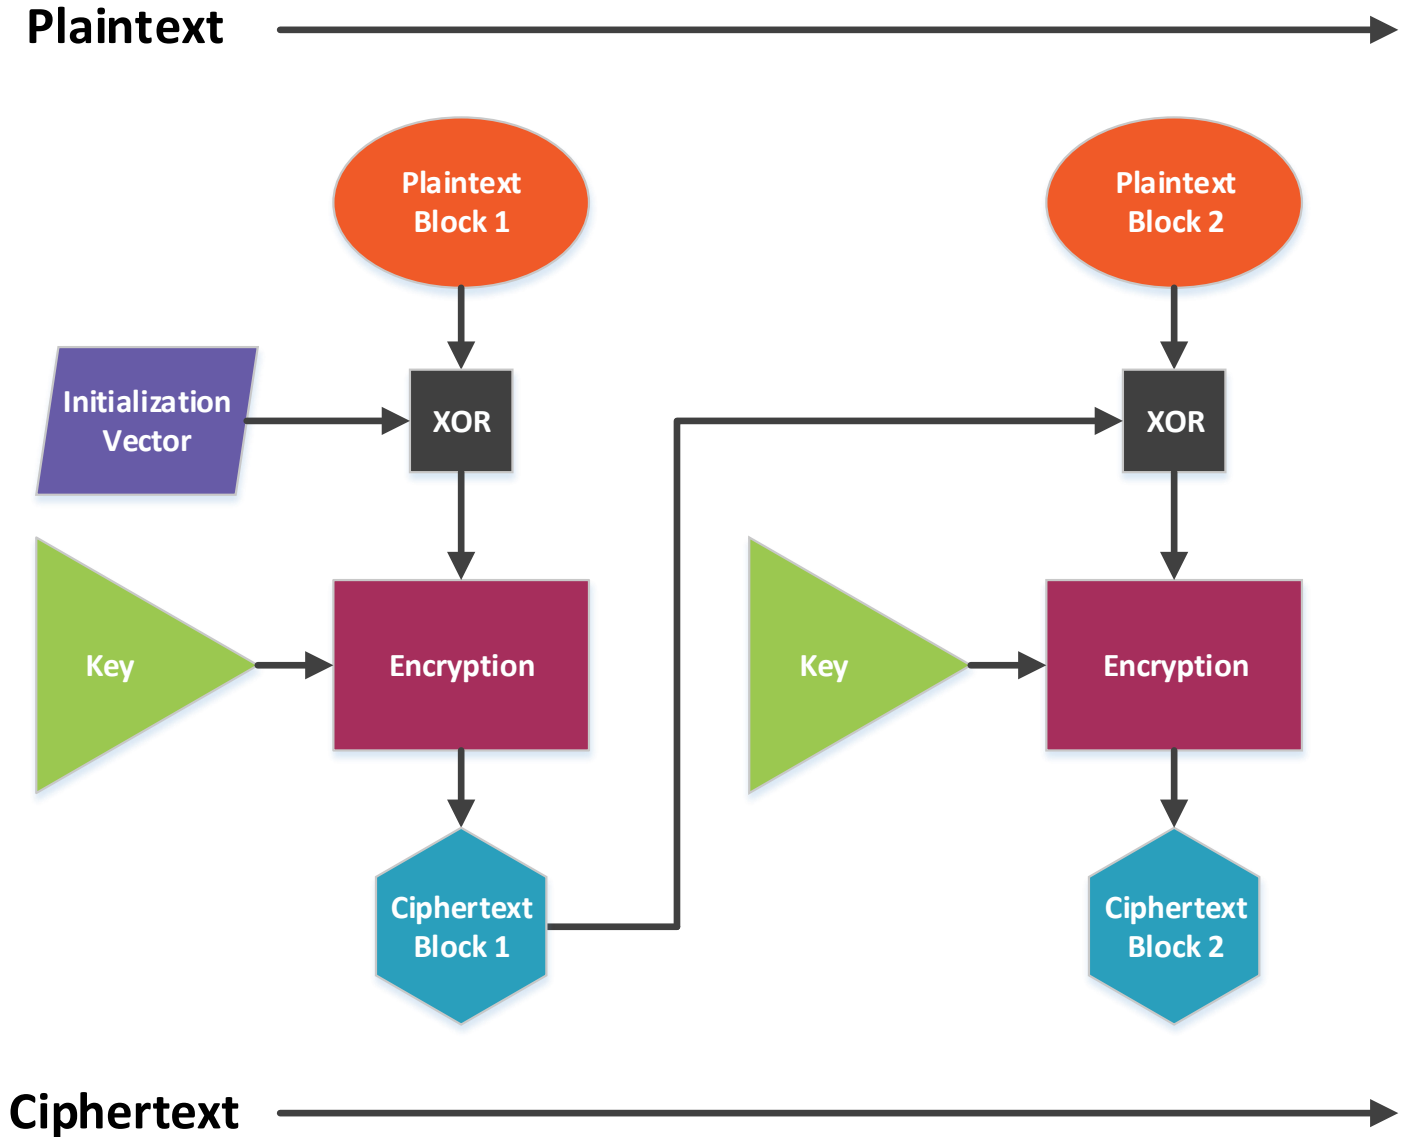 Plaintext
Plaintext
Block 1
Plaintext
Block 2
Initialization
Vector
XOR
XOR
Key
Encryption
Key
Encryption
Ciphertext
Block 1
Ciphertext
Block 2
Ciphertext